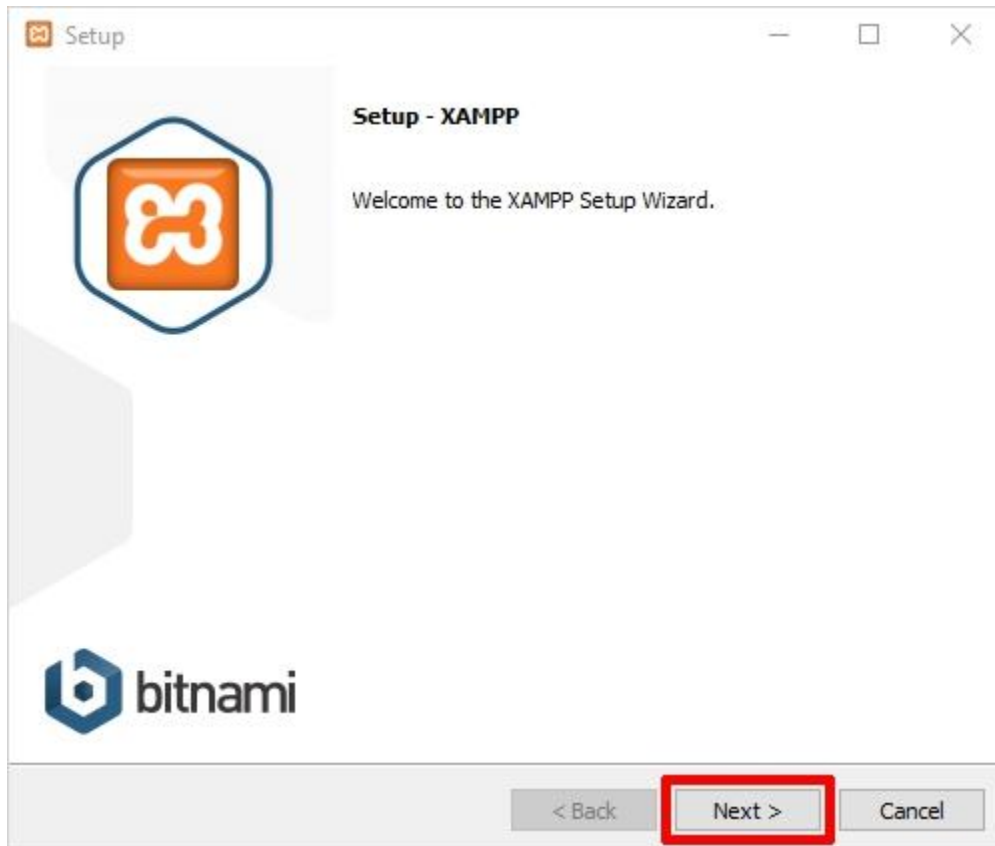 Setup
Setup - XAMPP
Welcome to the XAMPP Setup Wizard.
bitnami
< Back
Next >
Cancel